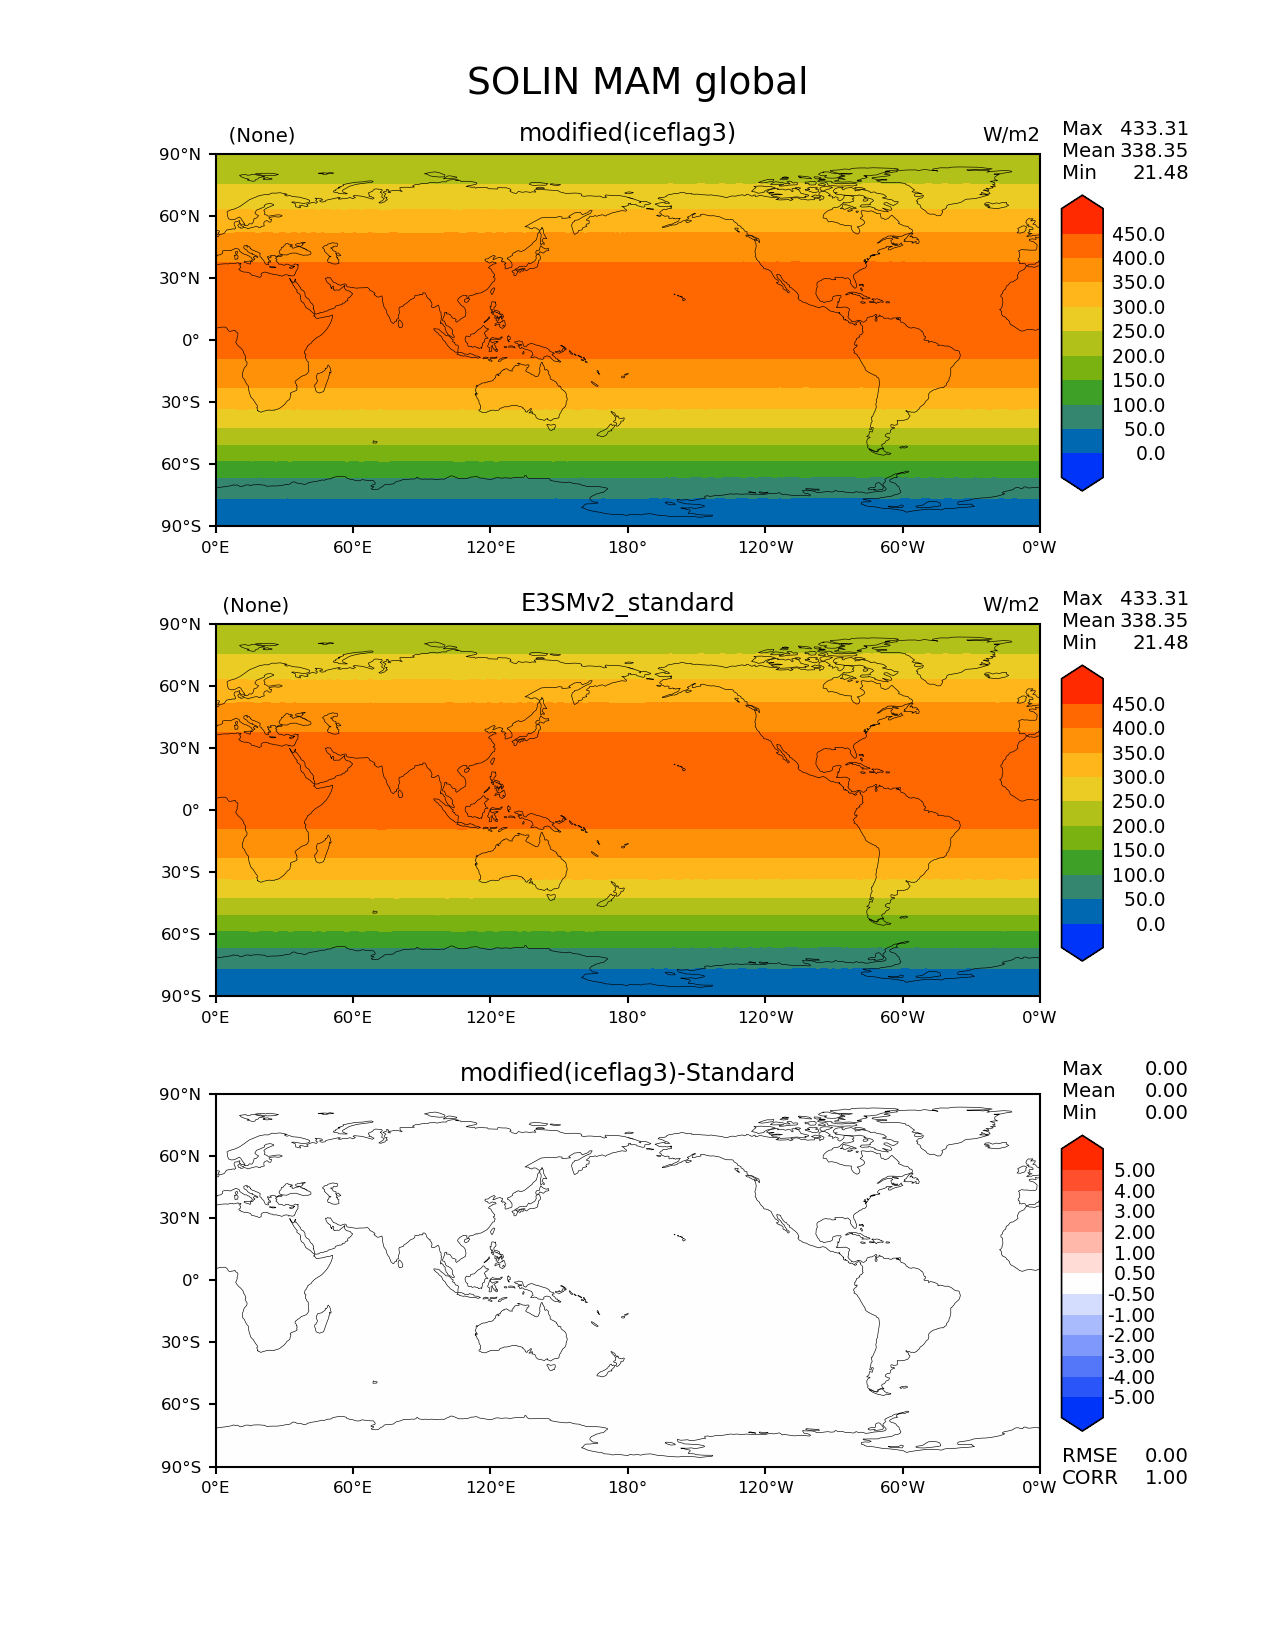 SOLIN MAM global
(None) modified(iceflag3) W/m2
Max 433.31
Mean 338.35
Min 21.48
90°N
60°N
30°N
0°
30°S
60°S
90°S
0°E 60°E 120°E 180° 120°W 60°W 0°W
450.0
400.0
350.0
300.0
250.0
200.0
150.0
100.0
50.0
0.0
(None) E3SMv2_standard W/m2
Max 433.31
Mean 338.35
Min 21.48
90°N
60°N
30°N
0°
30°S
60°S
90°S
0°E 60°E 120°E 180° 120°W 60°W 0°W
450.0
400.0
350.0
300.0
250.0
200.0
150.0
100.0
50.0
0.0
modified(iceflag3)-Standard
Max 0.00
Mean 0.00
Min 0.00
90°N
60°N
30°N
0°
30°S
60°S
90°S
0°E 60°E 120°E 180° 120°W 60°W 0°W
5.00
4.00
3.00
2.00
1.00
0.50
-0.50
-1.00
-2.00
-3.00
-4.00
-5.00
RMSE 0.00
CORR 1.00